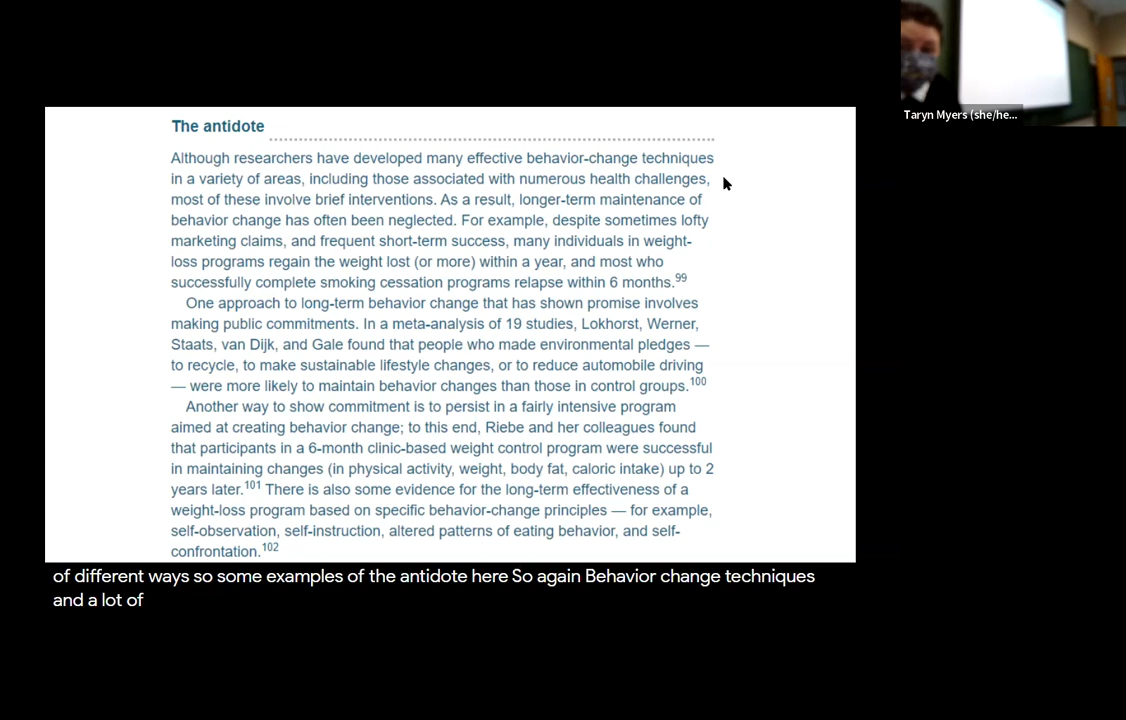 Taryn Myers (she/he...
The antidote
Although researchers have developed many effective behavior-change techniques
in a variety of areas, including those associated with numerous health challenges,
most of these involve brief interventions. As a result, longer-term maintenance of
behavior change has often been neglected. For example, despite sometimes lofty
marketing claims, and frequent short-term success, many individuals in weight-
loss programs regain the weight lost (or more) within a year, and most who
successfully complete smoking cessation programs relapse within 6 months.99
One approach to long-term behavior change that has shown promise involves
making public commitments. In a meta-analysis of 19 studies, Lokhorst, Werner,
Staats, van Dijk, and Gale found that people who made environmental pledges —
to recycle, to make sustainable lifestyle changes, or to reduce automobile driving
— were more likely to maintain behavior changes than those in control groups.100
Another way to show commitment is to persist in a fairly intensive program
aimed at creating behavior change; to this end, Riebe and her colleagues found
that participants in a 6-month clinic-based weight control program were successful
in maintaining changes (in physical activity, weight, body fat, caloric intake) up to 2
years later.101 There is also some evidence for the long-term effectiveness of a
weight-loss program based on specific behavior-change principles — for example,
self-observation, self-instruction, altered patterns of eating behavior, and self-
confrontation.102
of different ways so some examples of the antidote here So again Behavior change techniques
and a lot of